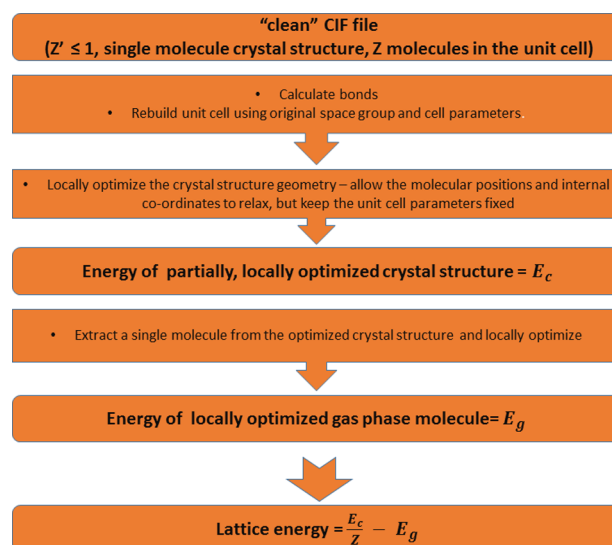 “clean” CIF file
(Z’ ≤ 1, single molecule crystal structure, Z molecules in the unit cell)
• Calculate bonds
• Rebuild unit cell using original space group and cell parameters.
• Locally optimize the crystal structure geometry – allow the molecular positions and internal
co-ordinates to relax, but keep the unit cell parameters fixed
Energy of partially, locally optimized crystal structure = E_c
• Extract a single molecule from the optimized crystal structure and locally optimize
Energy of locally optimized gas phase molecule= E_g
Lattice energy = E_c/Z − E_g